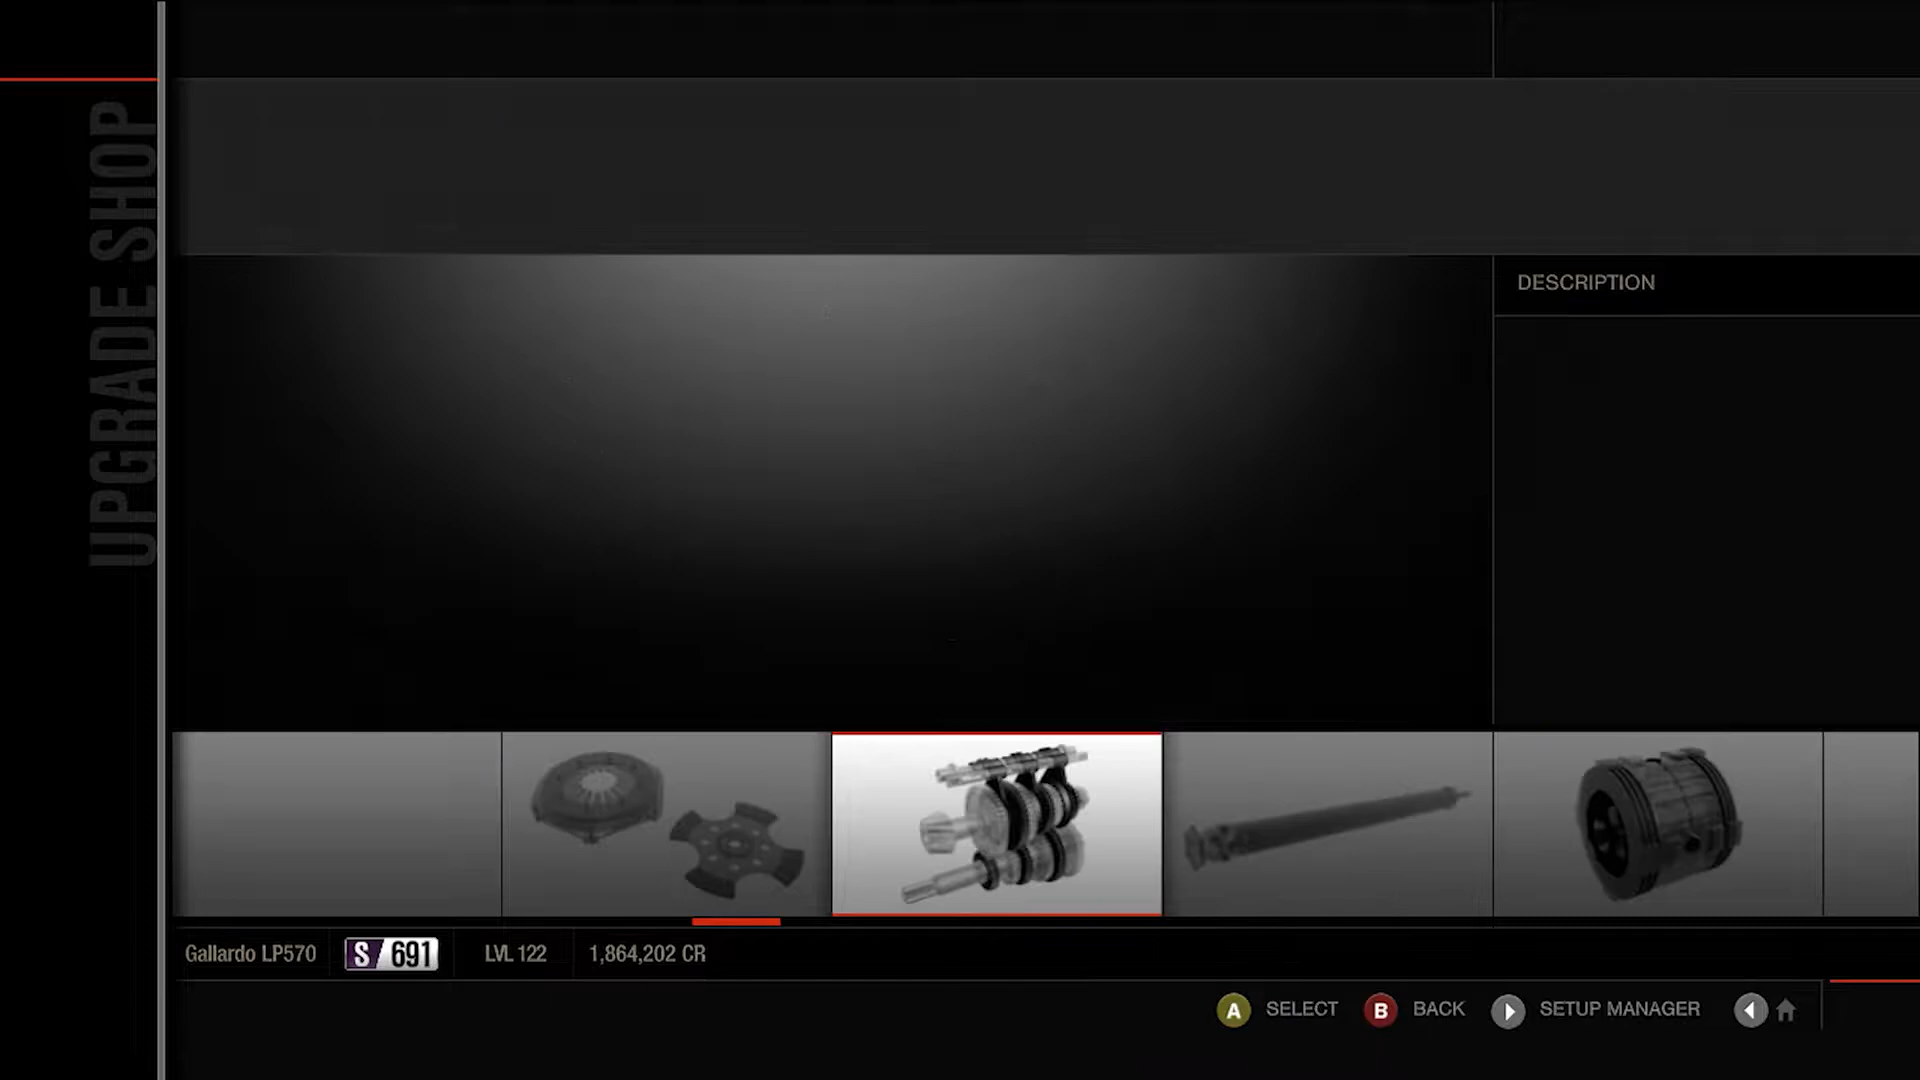 UPGRADE SHOP
DESCRIPTION
Gallardo LP570 S 691 LVL 122 1,864,202 CR
A SELECT B BACK SETUP MANAGER